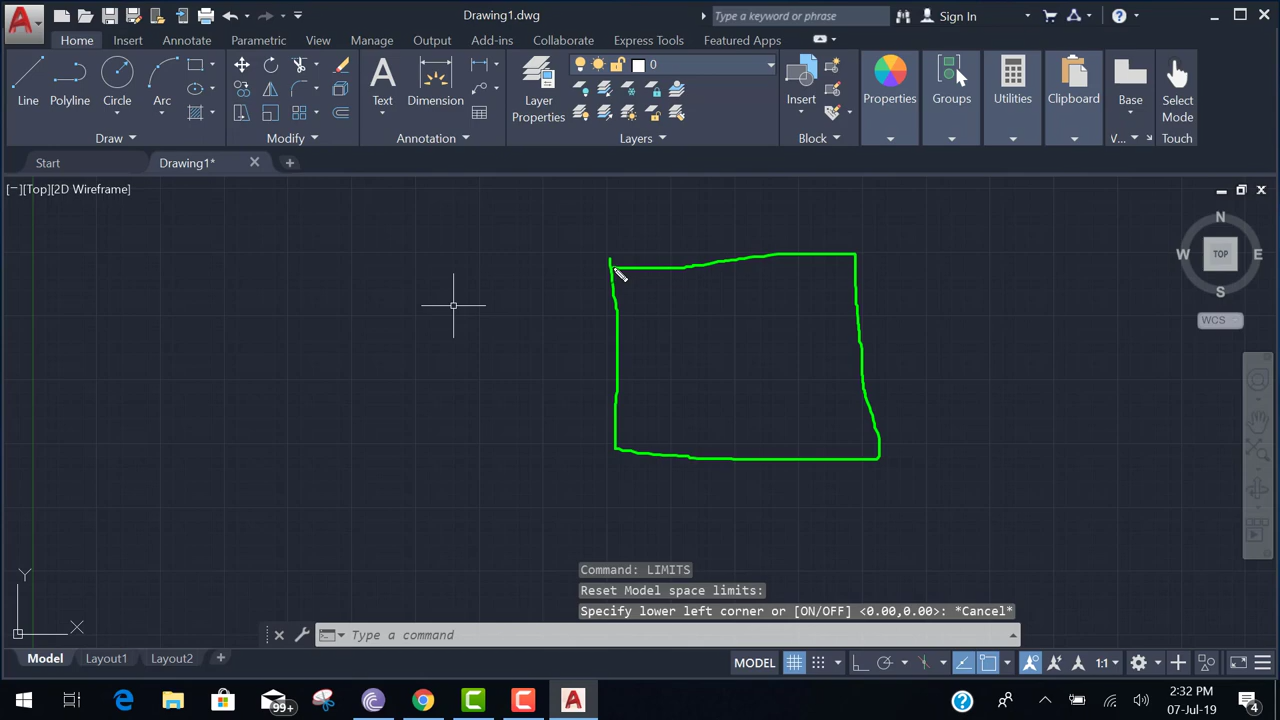 Drawing1.dwg
Type a keyword or phrase
Sign In
Home Insert Annotate Parametric View Manage Output Add-ins Collaborate Express Tools Featured Apps
0
Line Polyline Circle Arc Text Dimension Layer Properties Insert Properties Groups Utilities Clipboard Base Select Mode
Draw Modify Annotation Layers Block V... Touch
Start Drawing1*
[−][Top][2D Wireframe]
N
W TOP E
S
WCS
Y
X
Command: LIMITS
Reset Model space limits:
Specify lower left corner or [ON/OFF] <0.00,0.00>: *Cancel*
Type a command
Model Layout1 Layout2 MODEL 1:1
99+
2:32 PM
07-Jul-19
4